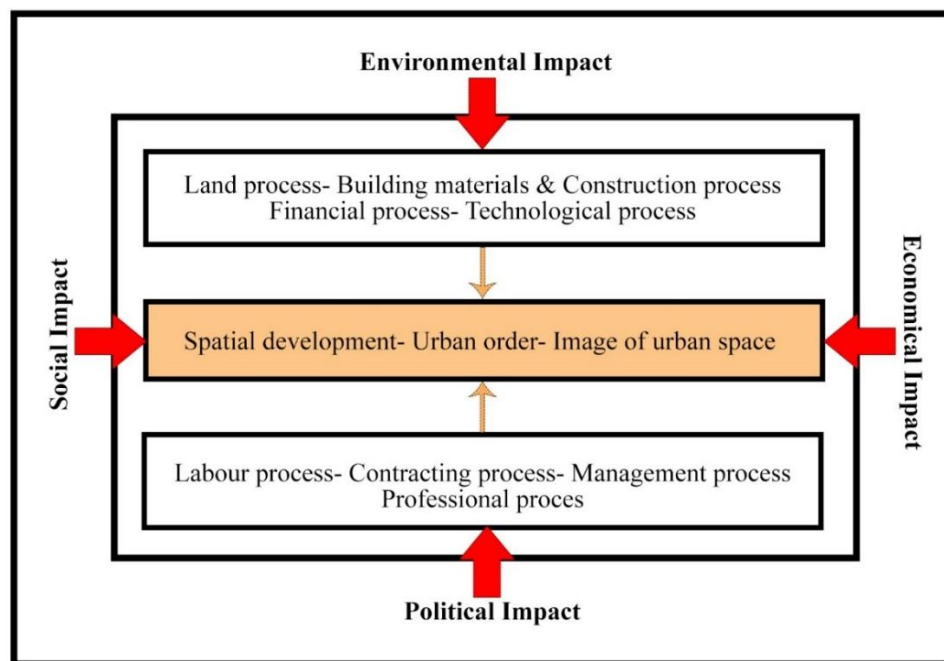 Environmental Impact
Land process- Building materials & Construction process
Financial process- Technological process
Social Impact
Spatial development- Urban order- Image of urban space
Economical Impact
Labour process- Contracting process- Management process
Professional proces
Political Impact